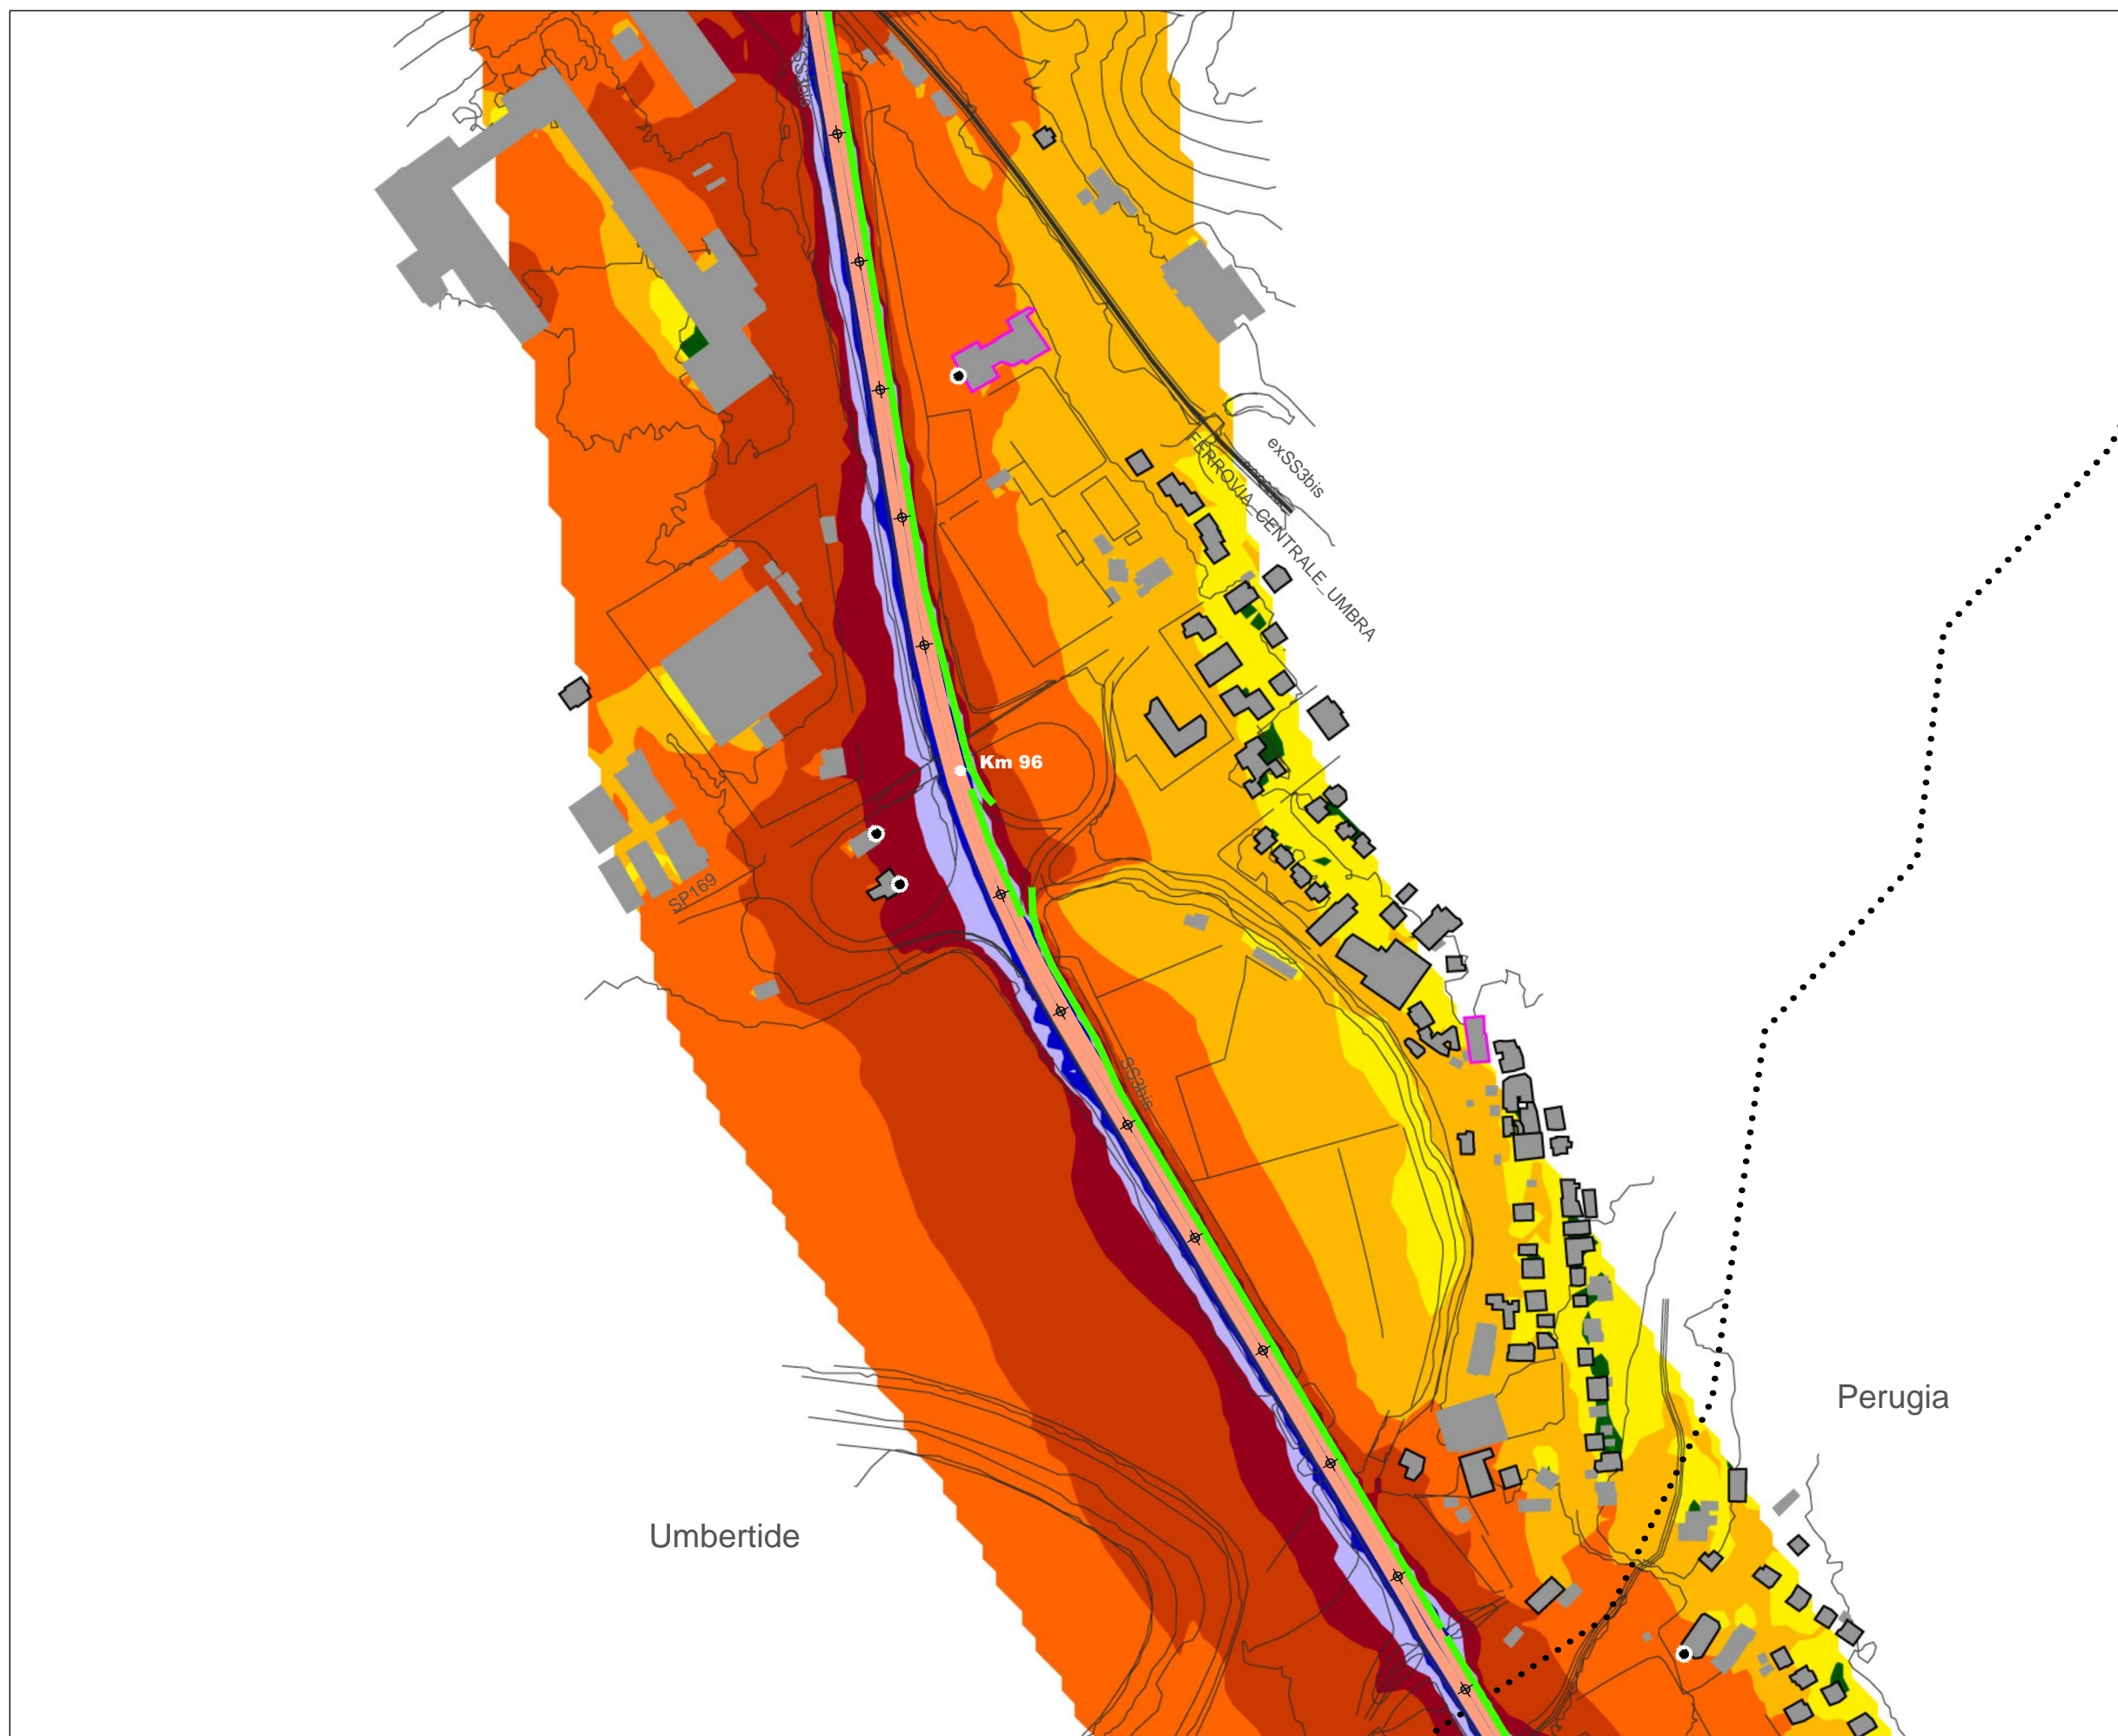 SS3bis
exSS3bis
FERROVIA_CENTRALE_UMBRA
Km 96
SP169
SS3bis
Perugia
Umbertide